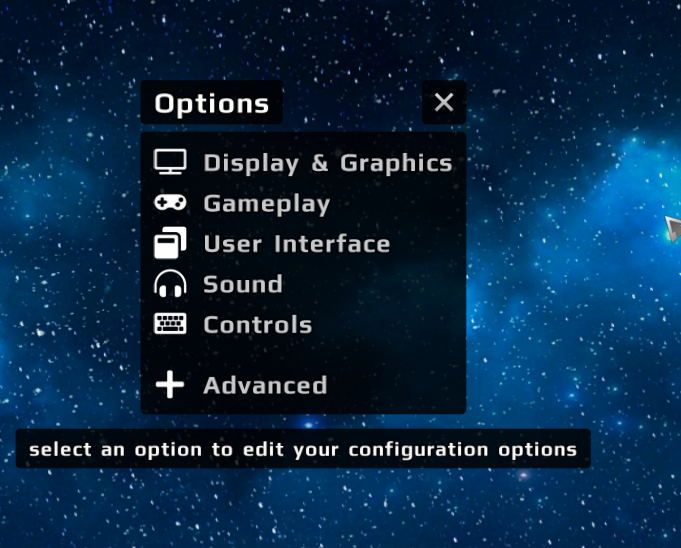 Options
Display & Graphics
Gameplay
User Interface
Sound
Controls
Advanced
select an option to edit your configuration options